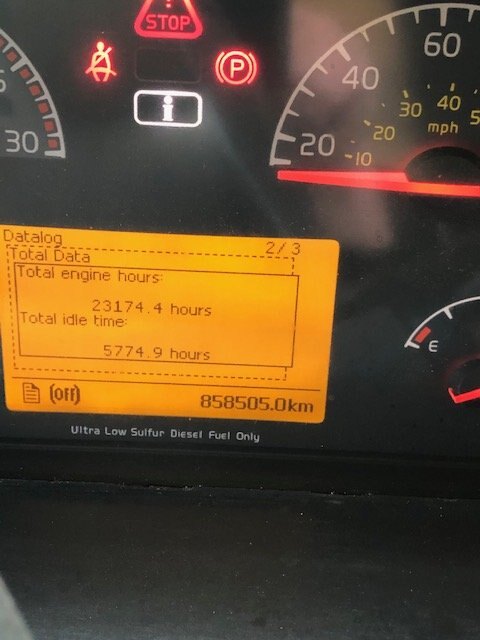 STOP
P
i
60
40
20
30
40
20
10
mph
30
Datalog 2/3
Total Data
Total engine hours:
23174.4 hours
Total idle time:
5774.9 hours
E
(off) 858505.0km
Ultra Low Sulfur Diesel Fuel Only